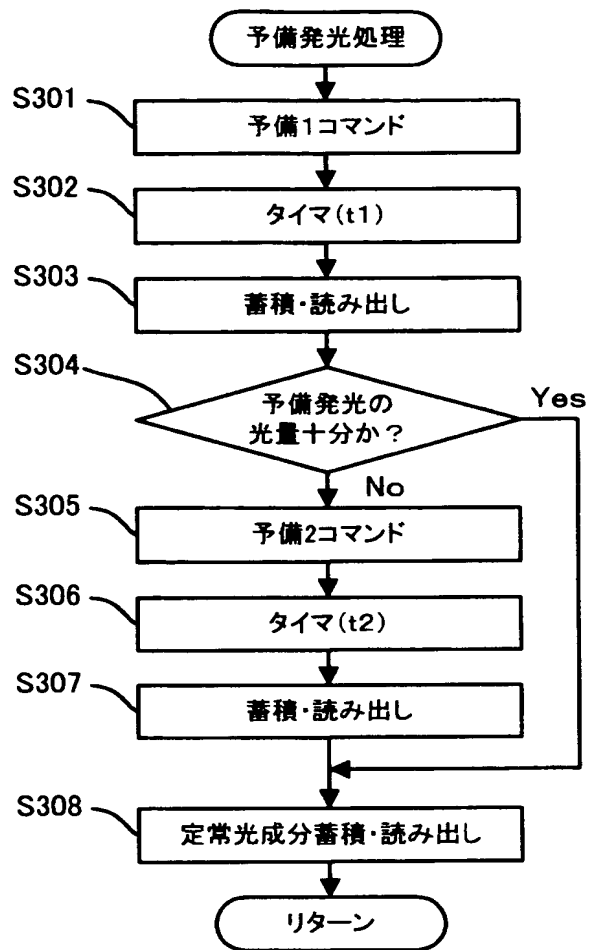 予備発光処理
S301
予備1コマンド
S302
タイマ(t1)
S303
蓄積・読み出し
S304
予備発光の
光量十分か？
Yes
No
S305
予備2コマンド
S306
タイマ(t2)
S307
蓄積・読み出し
S308
定常光成分蓄積・読み出し
リターン